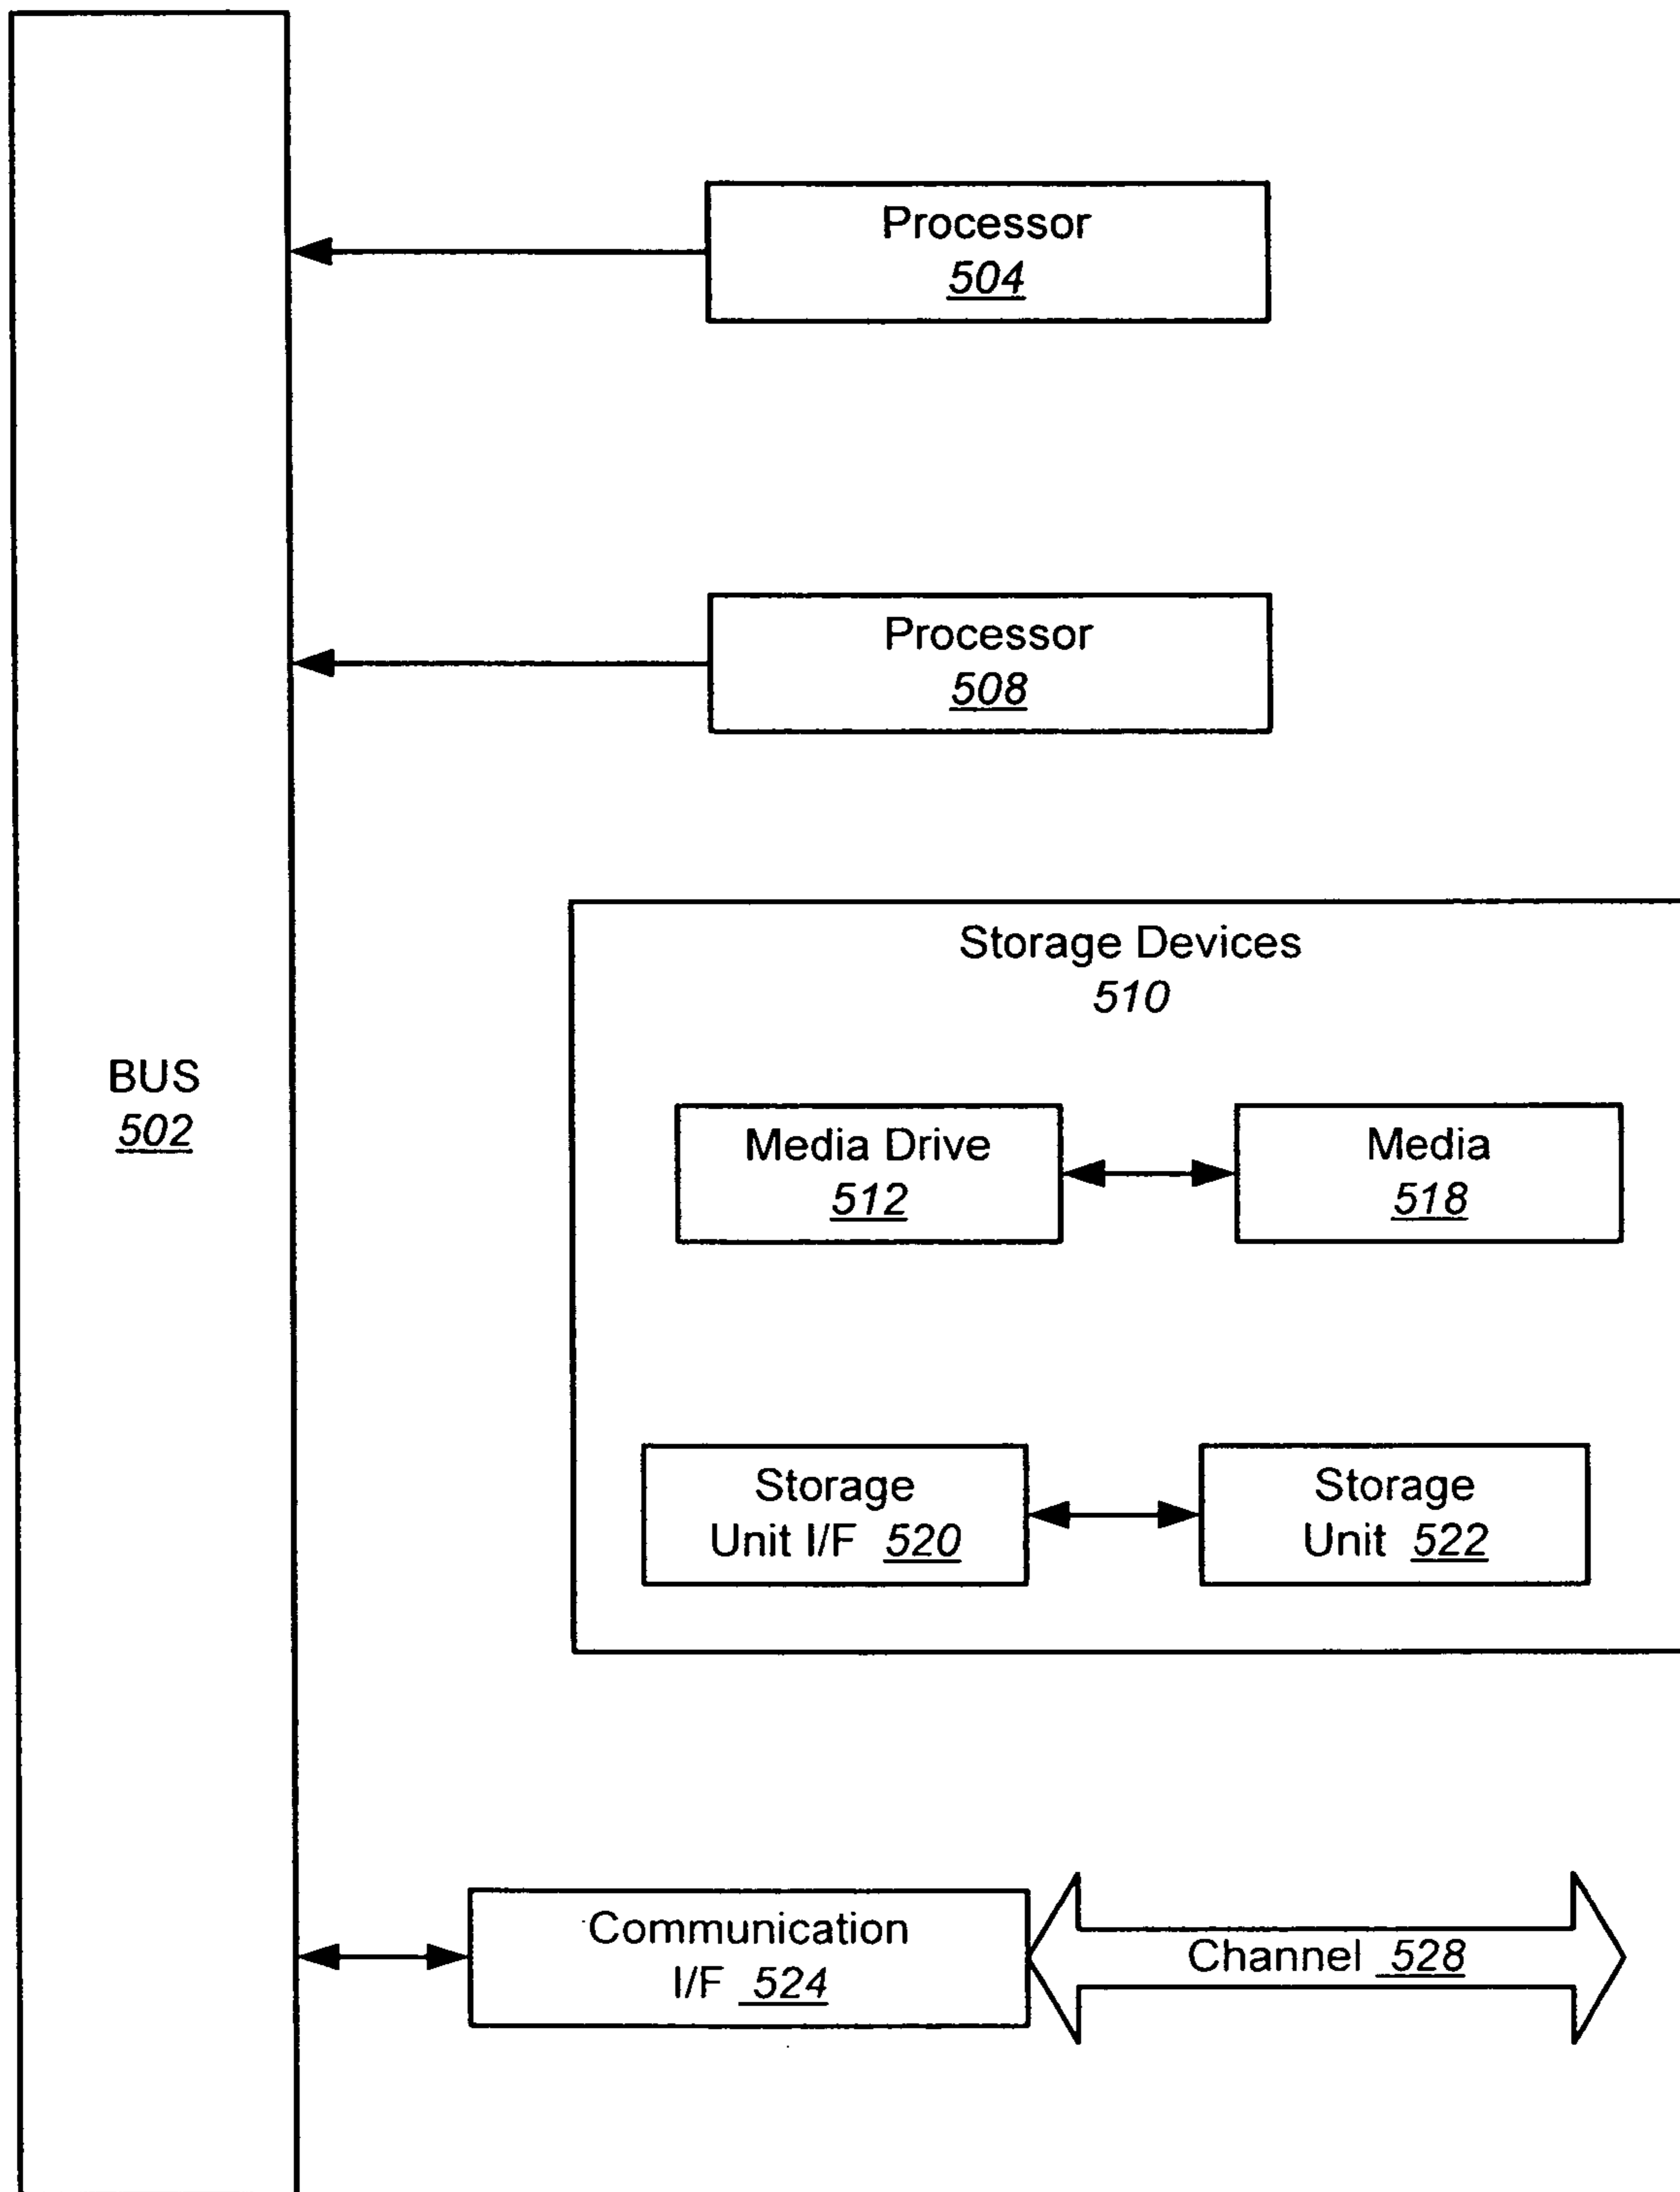 Processor
504
Processor
508
Storage Devices
510
BUS
502
Media Drive
512
Media
518
Storage
Unit I/F 520
Storage
Unit 522
Communication
I/F 524
Channel 528